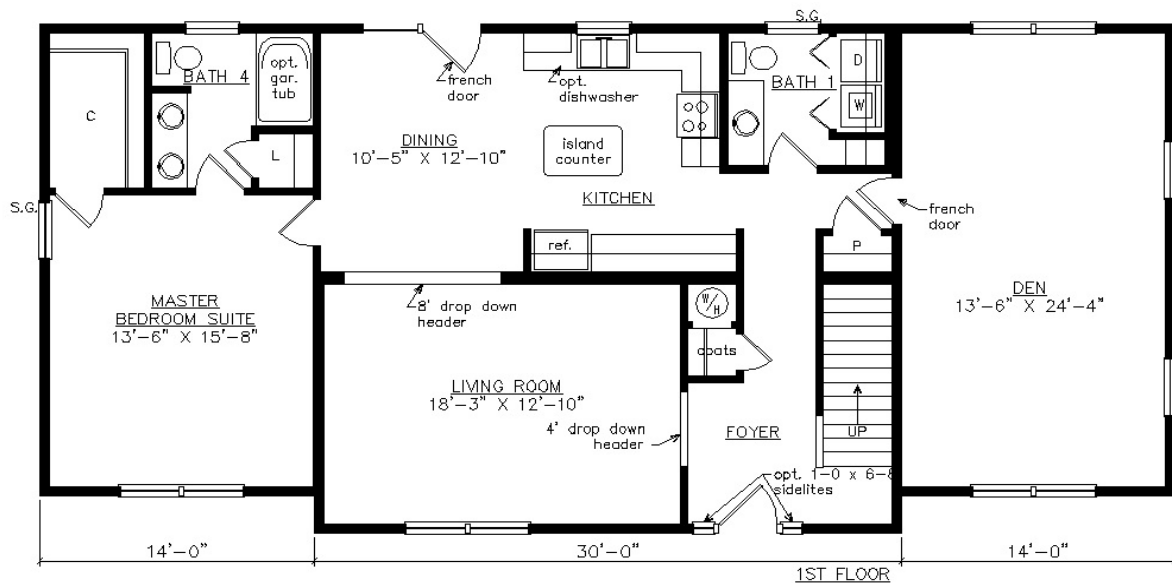 S.G.
BATH 4
opt.
gar.
tub
C
L
french
door
opt.
dishwasher
DINING
10'-5" X 12'-10"
island
counter
KITCHEN
BATH 1
D
W
S.G.
french
door
ref.
P
MASTER
BEDROOM SUITE
13'-6" X 15'-8"
8' drop down
header
W/H
coats
DEN
13'-6" X 24'-4"
LIVING ROOM
18'-3" X 12'-10"
4' drop down
header
FOYER
UP
opt. 1-0 x 6-8
sidelites
14'-0"
30'-0"
14'-0"
1ST FLOOR